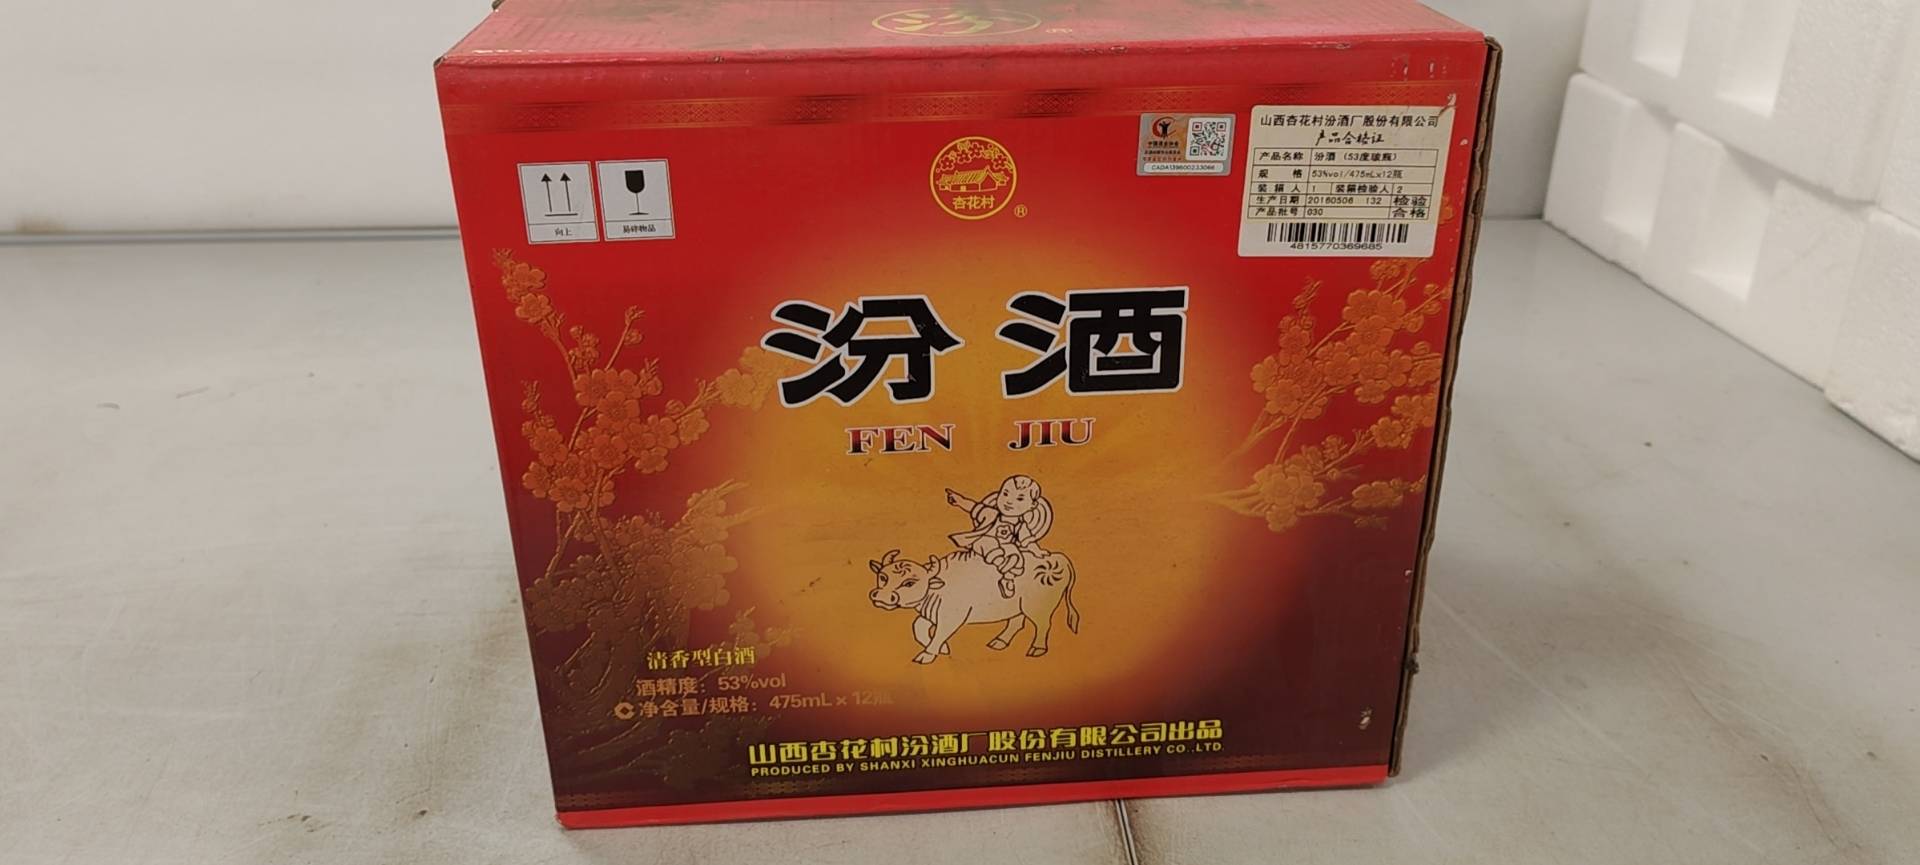 汾
向上
易碎物品
杏花村
®
CADA139600233066
山西杏花村汾酒厂股份有限公司
产品合格证
产品名称 汾酒 (53度玻瓶)
规 格 53%vol/475mLx12瓶
装箱人 1 装箱检验人 2
生产日期 20160506 132 检验
产品批号 030 合格
4815770369685
汾酒
FEN JIU
清香型白酒
酒精度：53%vol
净含量/规格：475mL×12瓶
山西杏花村汾酒厂股份有限公司出品
PRODUCED BY SHANXI XINGHUACUN FENJIU DISTILLERY CO.,LTD.